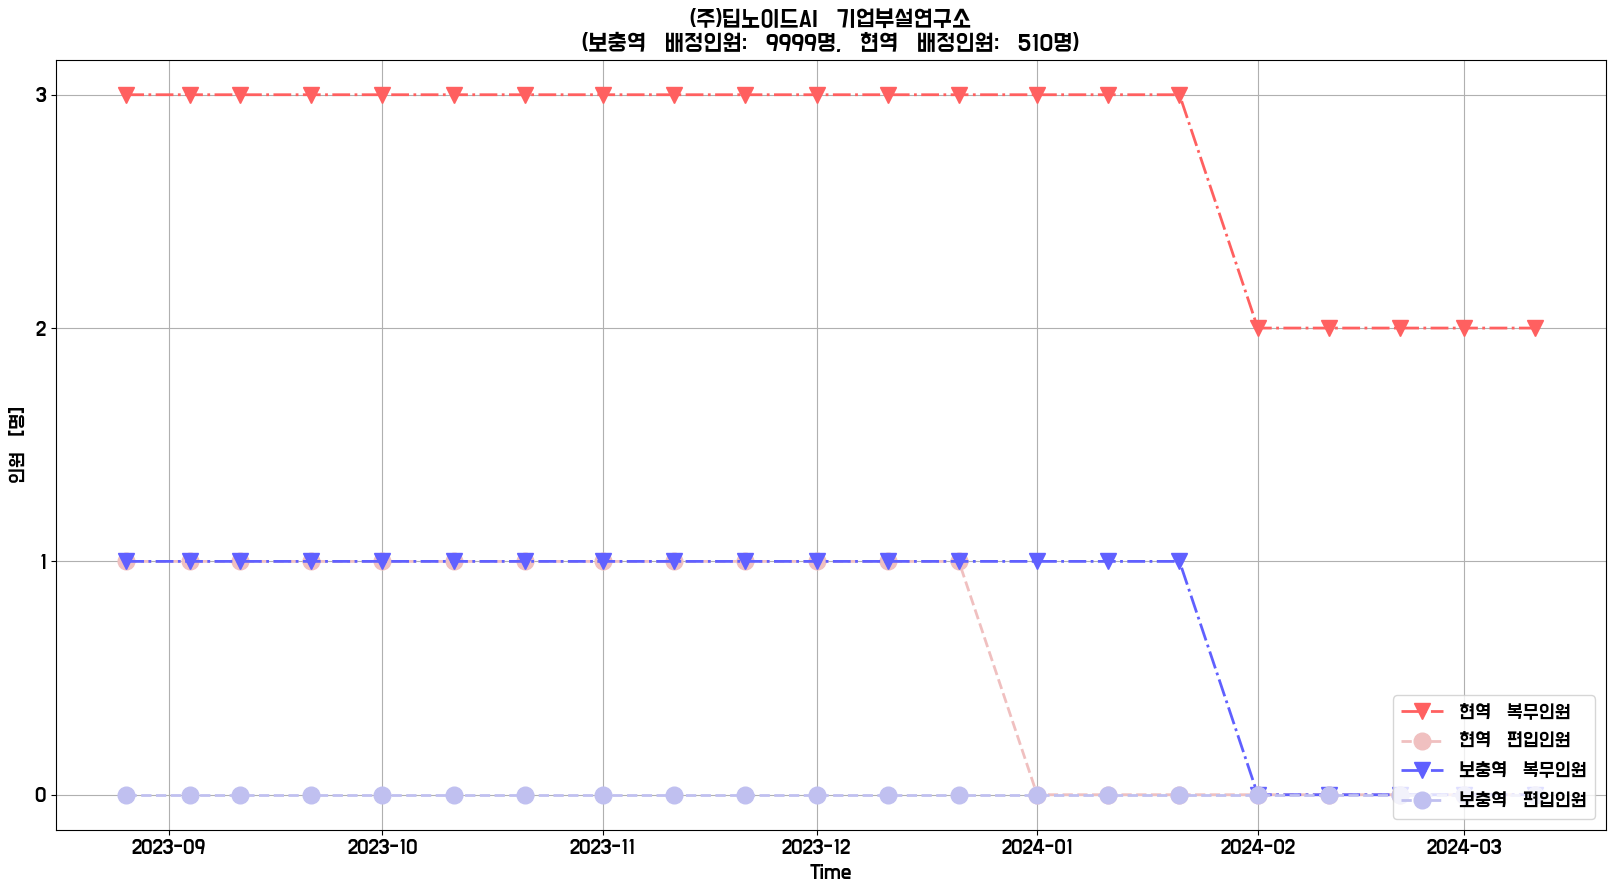 (주)딥노이드AI 기업부설연구소
(보충역 배정인원: 9999명, 현역 배정인원: 510명)
3
2
1
0
인원 [명]
2023-09
2023-10
2023-11
2023-12
2024-01
2024-02
2024-03
Time
현역 복무인원
현역 편입인원
보충역 복무인원
보충역 편입인원